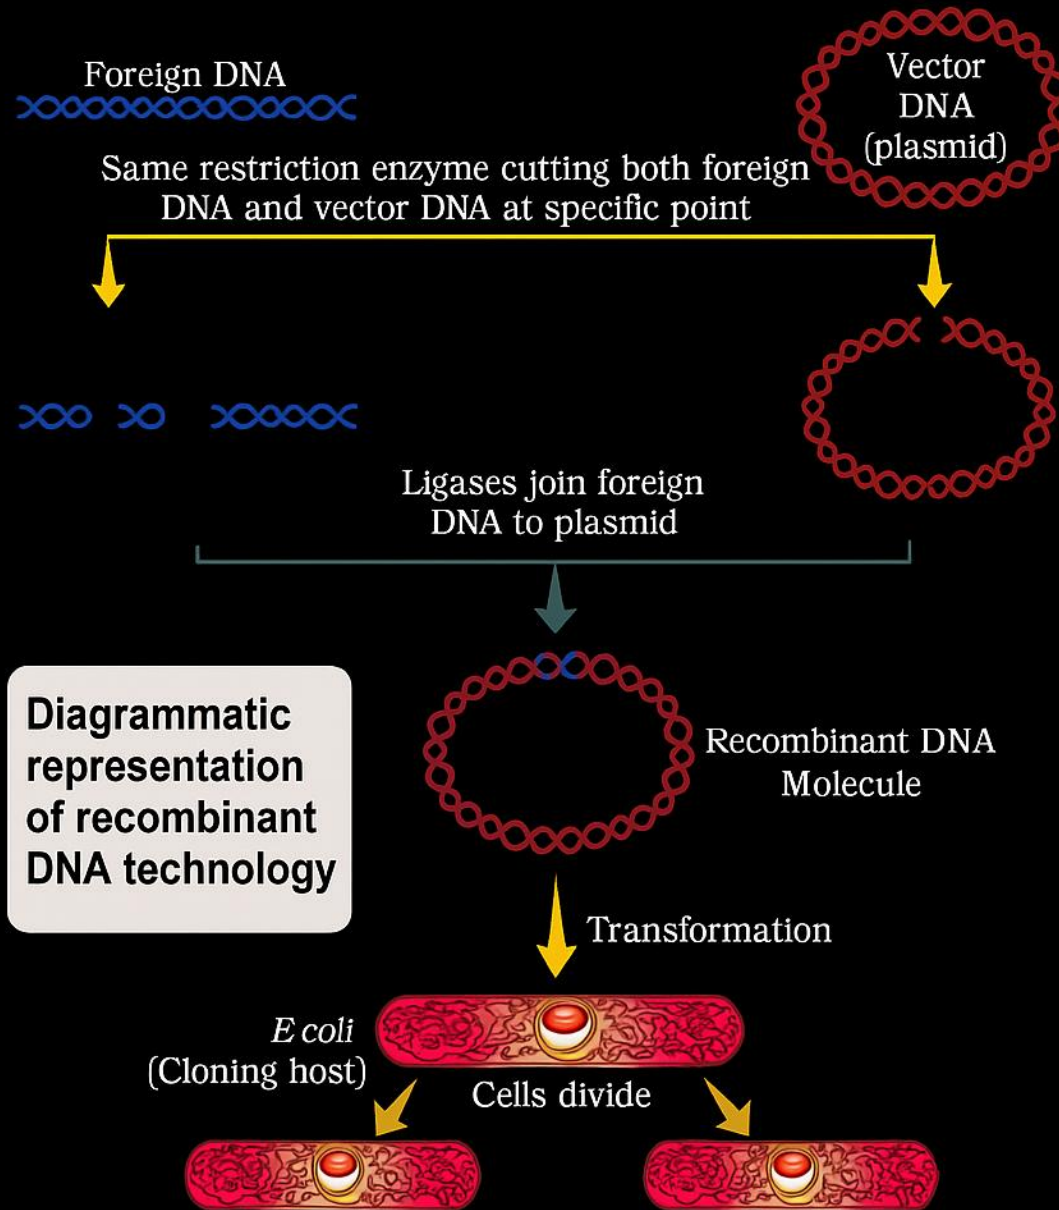 Foreign DNA
Vector
DNA
(plasmid)
Same restriction enzyme cutting both foreign
DNA and vector DNA at specific point
Ligases join foreign
DNA to plasmid
Diagrammatic
representation
of recombinant
DNA technology
Recombinant DNA
Molecule
Transformation
E coli
(Cloning host)
Cells divide